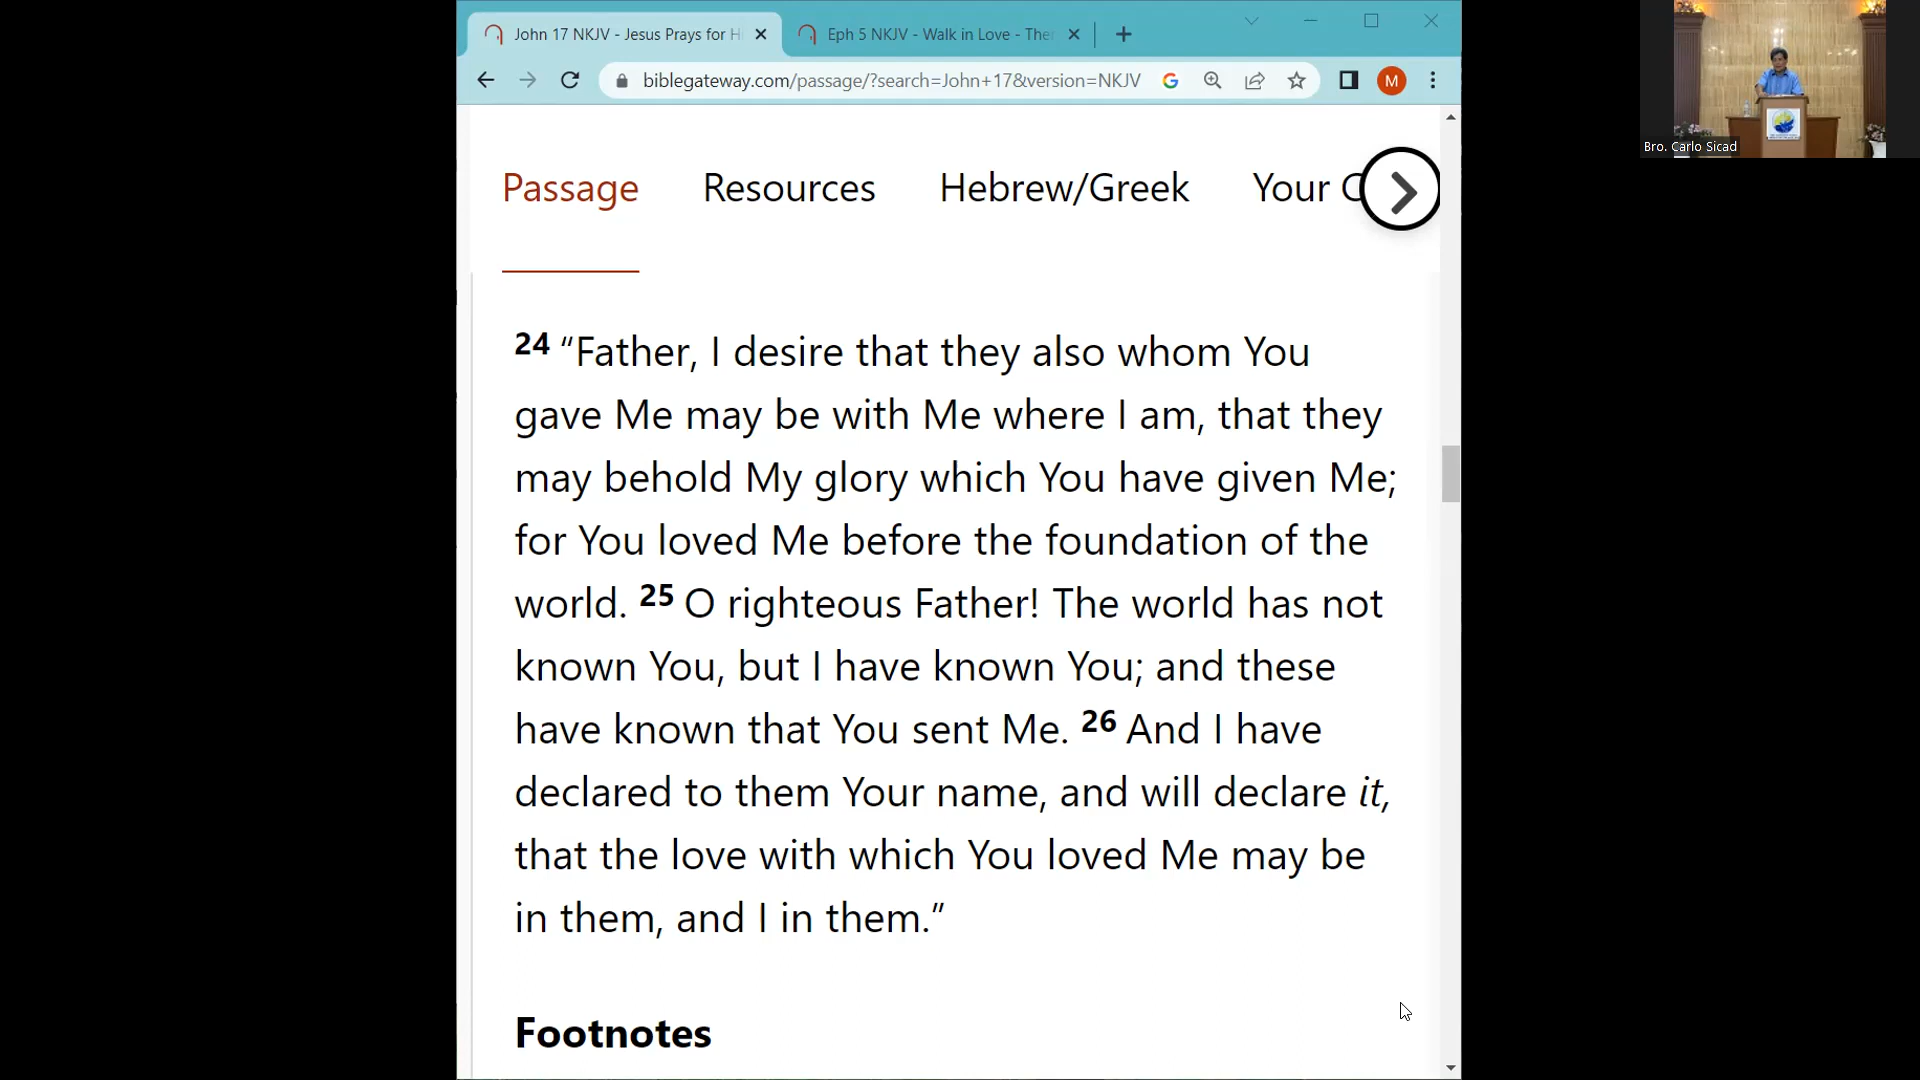 John 17 NKJV - Jesus Prays for Hi
Eph 5 NKJV - Walk in Love - Ther
biblegateway.com/passage/?search=John+17&version=NKJV
M
Bro. Carlo Sicad
Passage
Resources
Hebrew/Greek
Your C
24 “Father, I desire that they also whom You
gave Me may be with Me where I am, that they
may behold My glory which You have given Me;
for You loved Me before the foundation of the
world. 25 O righteous Father! The world has not
known You, but I have known You; and these
have known that You sent Me. 26 And I have
declared to them Your name, and will declare it,
that the love with which You loved Me may be
in them, and I in them.”
Footnotes